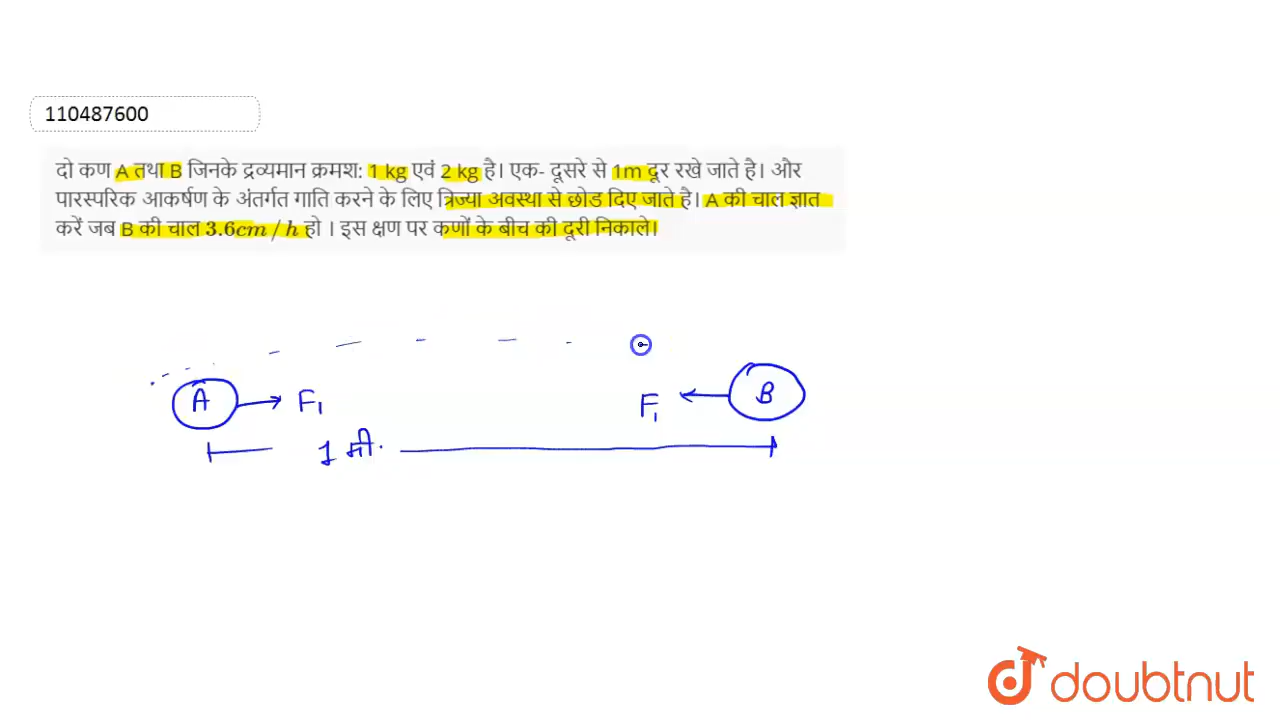 110487600
दो कण A तथा B जिनके द्रव्यमान क्रमश: 1 kg एवं 2 kg है। एक- दूसरे से 1m दूर रखे जाते है। और
पारस्परिक आकर्षण के अंतर्गत गाति करने के लिए त्रिज्या अवस्था से छोड दिए जाते है। A की चाल ज्ञात
करें जब B की चाल 3.6cm/h हो । इस क्षण पर कणों के बीच की दूरी निकाले।
A F₁ F₁ B
1 मी.
doubtnut